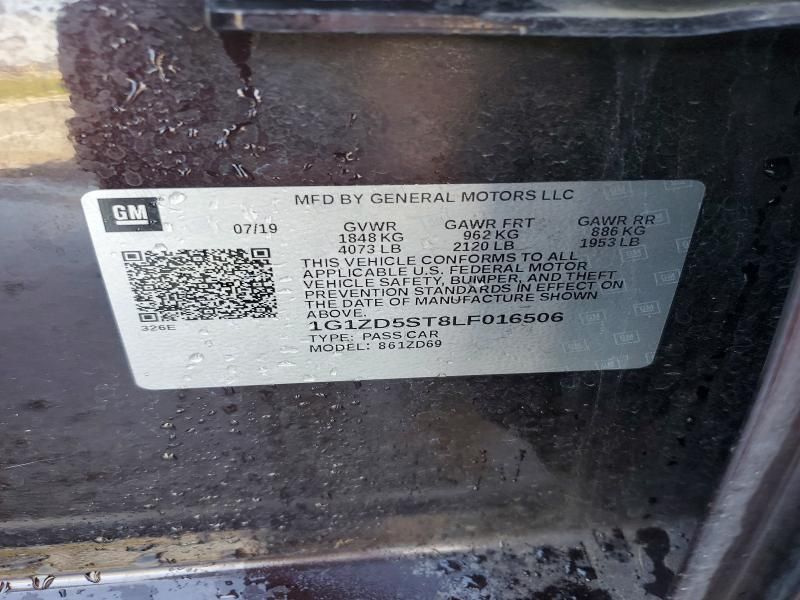 MFD BY GENERAL MOTORS LLC
GM
07/19
GVWR GAWR FRT GAWR RR
1848 KG 962 KG 886 KG
4073 LB 2120 LB 1953 LB
THIS VEHICLE CONFORMS TO ALL
APPLICABLE U.S. FEDERAL MOTOR
VEHICLE SAFETY, BUMPER, AND THEFT
PREVENTION STANDARDS IN EFFECT ON
THE DATE OF MANUFACTURE SHOWN
ABOVE.
326E
1G1ZD5ST8LF016506
TYPE: PASS CAR
MODEL: 861ZD69